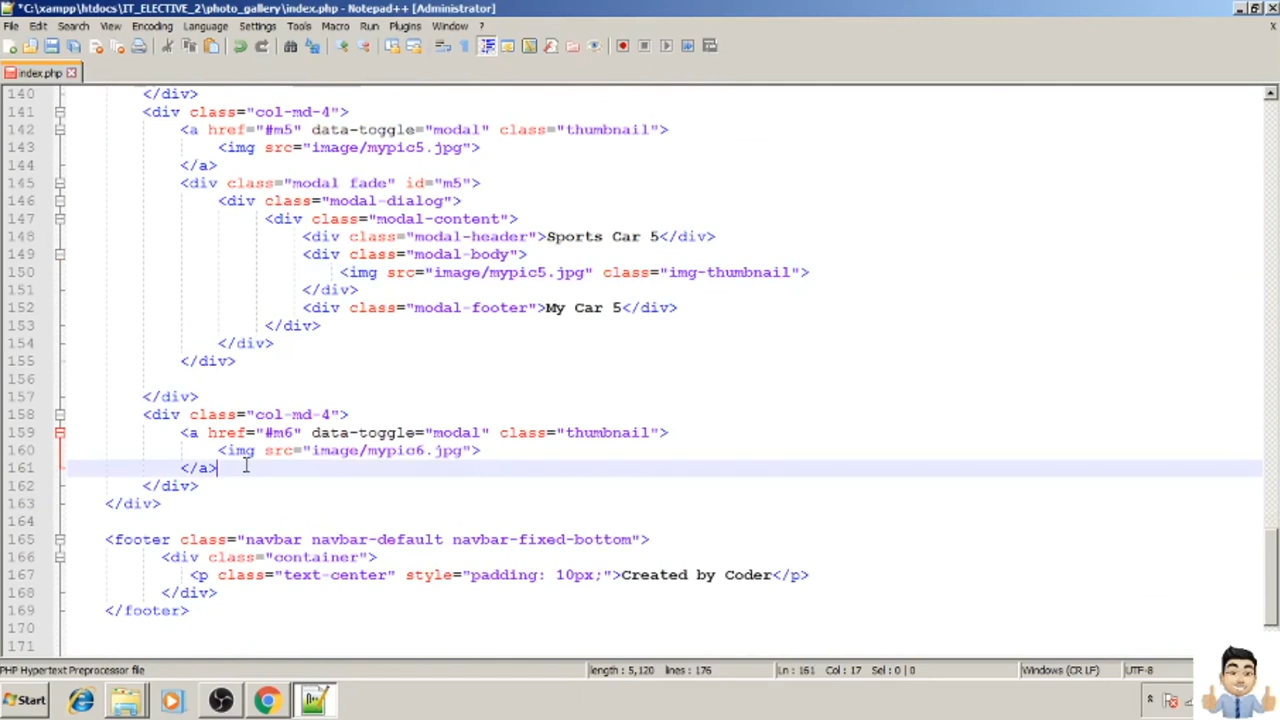 *C:\xampp\htdocs\IT_ELECTIVE_2\photo_gallery\index.php - Notepad++ [Administrator]
File Edit Search View Encoding Language Settings Tools Macro Run Plugins Window ? X
index.php
140 </div>
141 <div class="col-md-4">
142 <a href="#m5" data-toggle="modal" class="thumbnail">
143 <img src="image/mypic5.jpg">
144 </a>
145 <div class="modal fade" id="m5">
146 <div class="modal-dialog">
147 <div class="modal-content">
148 <div class="modal-header">Sports Car 5</div>
149 <div class="modal-body">
150 <img src="image/mypic5.jpg" class="img-thumbnail">
151 </div>
152 <div class="modal-footer">My Car 5</div>
153 </div>
154 </div>
155 </div>
156
157 </div>
158 <div class="col-md-4">
159 <a href="#m6" data-toggle="modal" class="thumbnail">
160 <img src="image/mypic6.jpg">
161 </a>
162 </div>
163 </div>
164
165 <footer class="navbar navbar-default navbar-fixed-bottom">
166 <div class="container">
167 <p class="text-center" style="padding: 10px;">Created by Coder</p>
168 </div>
169 </footer>
170
171
PHP Hypertext Preprocessor file length : 5,120 lines : 176 Ln : 161 Col : 17 Sel : 0 | 0 Windows (CR LF) UTF-8
Start